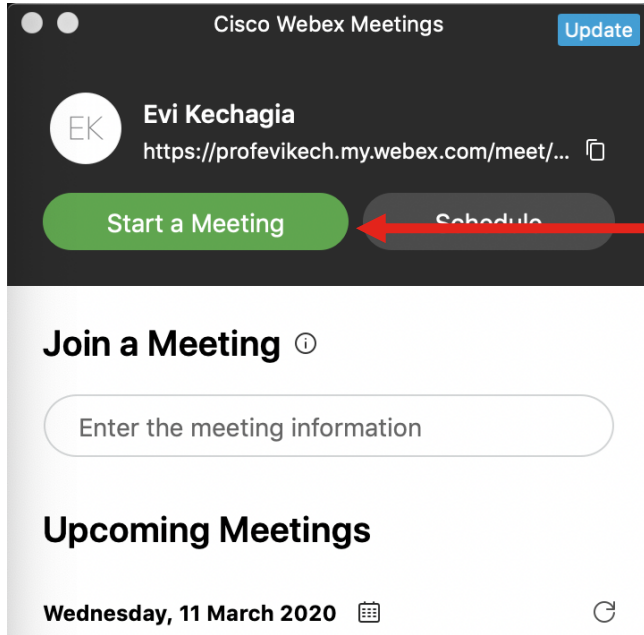 Cisco Webex Meetings
Update
EK
Evi Kechagia
https://profevikech.my.webex.com/meet/...
Start a Meeting
Schedule
Join a Meeting
Enter the meeting information
Upcoming Meetings
Wednesday, 11 March 2020